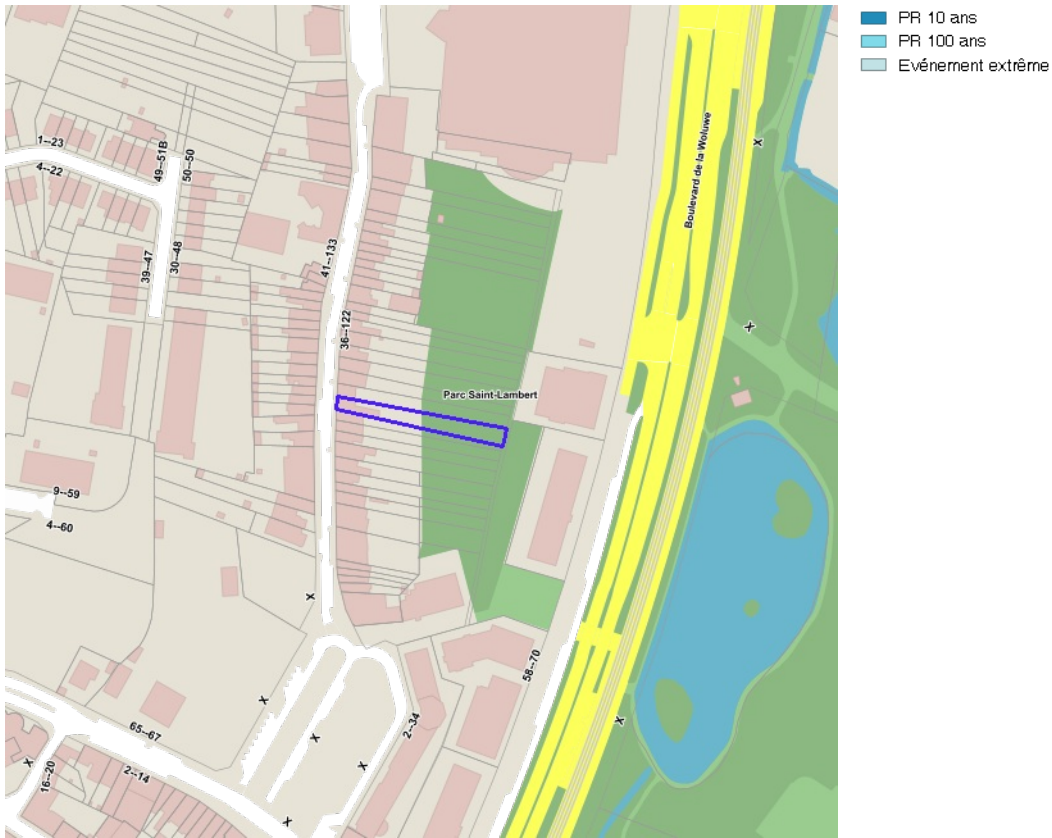 PR 10 ans
PR 100 ans
Evénement extrême
Boulevard de la Woluwe
X
1--23
49--51B
50--50
4--22
41--133
39--47
30--48
36--122
X
Parc Saint-Lambert
9--59
4--60
X
58--70
X
X
65--67
2--34
X
X
16--20
2--14
X
X